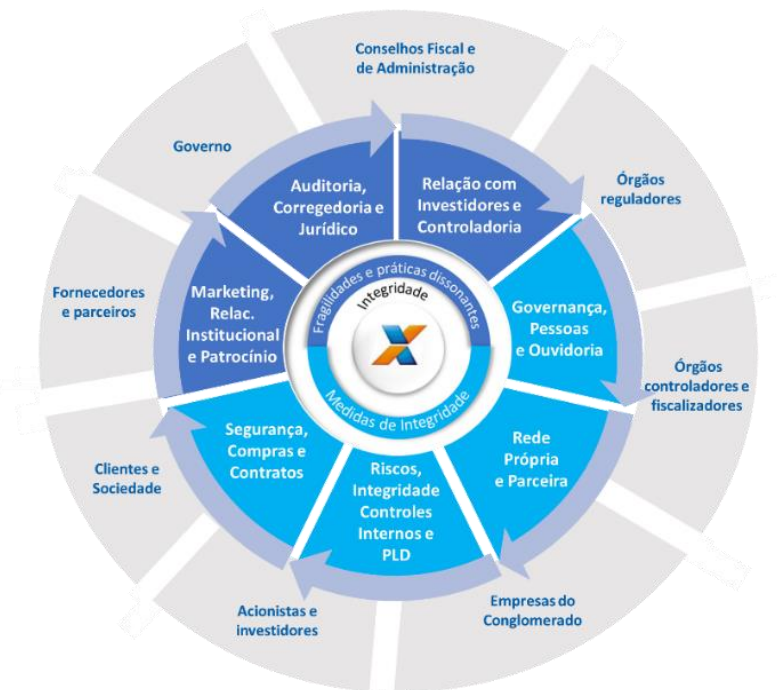 Conselhos Fiscal e
de Administração
Governo
Órgãos
reguladores
Auditoria,
Corregedoria e
Jurídico
Relação com
Investidores e
Controladoria
Fornecedores
e parceiros
Marketing,
Relac.
Institucional
e Patrocínio
Fragilidades e práticas dissonantes
Integridade
Medidas de Integridade
Governança,
Pessoas
e Ouvidoria
Órgãos
controladores e
fiscalizadores
Segurança,
Compras e
Contratos
Riscos,
Integridade
Controles
Internos e
PLD
Rede
Própria
e Parceira
Clientes e
Sociedade
Acionistas e
investidores
Empresas do
Conglomerado